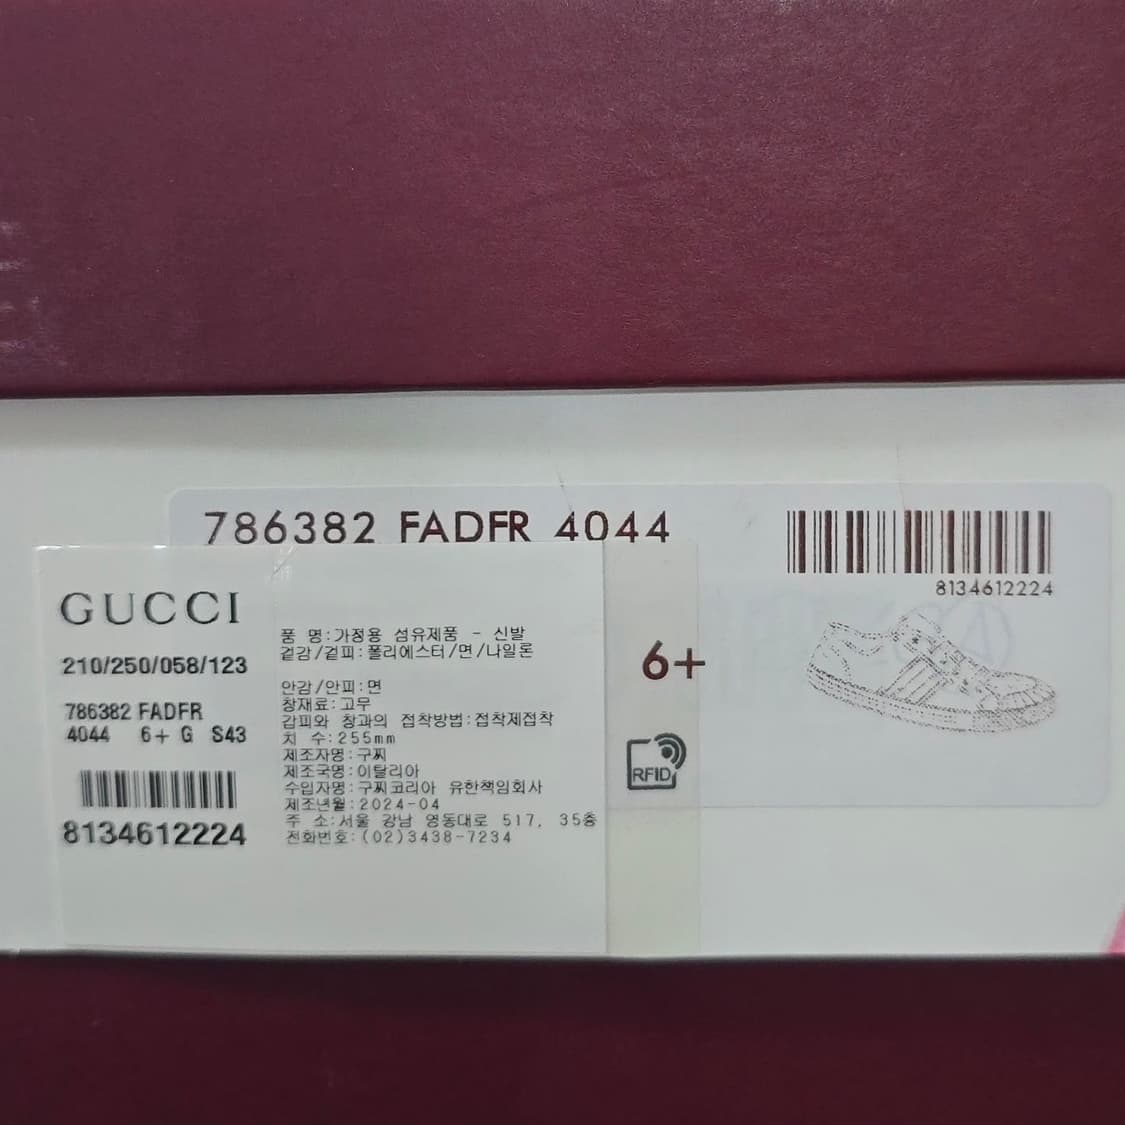 786382 FADFR 4044
8134612224
GUCCI
210/250/058/123
786382 FADFR
4044 6+ G S43
8134612224
품 명:가정용 섬유제품 - 신발
겉감/겉피:폴리에스터/면/나일론
안감/안피:면
창재료:고무
갑피와 창과의 접착방법:접착제접착
치 수:255mm
제조자명:구찌
제조국명:이탈리아
수입자명:구찌코리아 유한책임회사
제조년월:2024-04
주 소:서울 강남 영동대로 517, 35층
전화번호:(02)3438-7234
6+
RFID